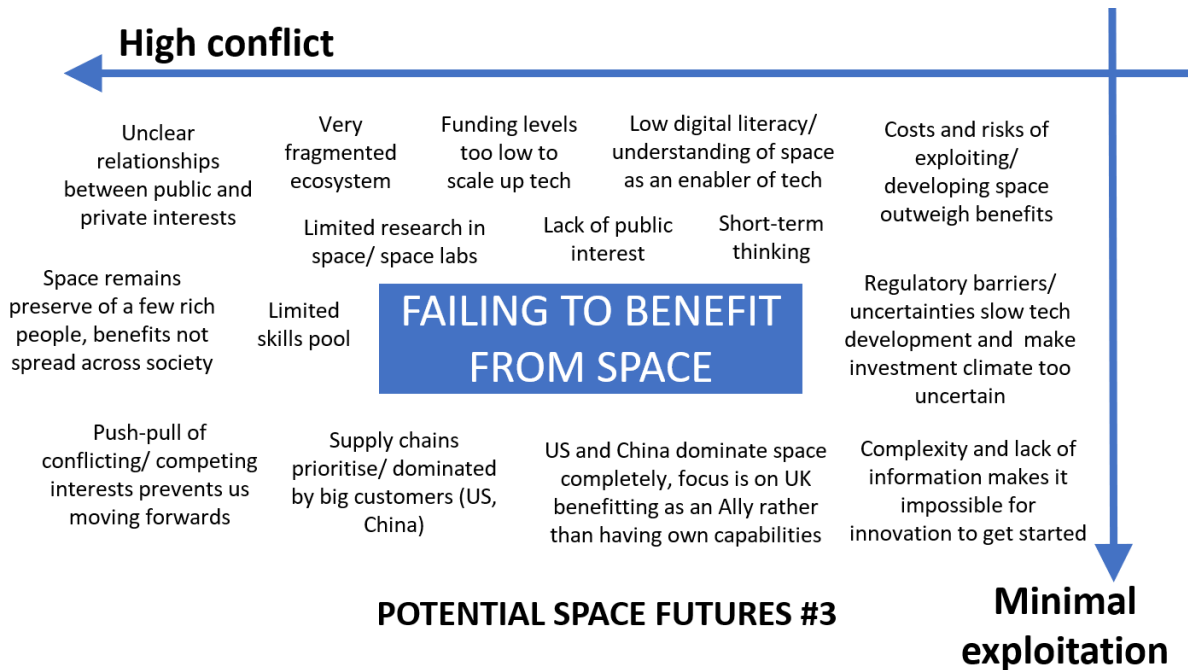 High conflict
Unclear
relationships
between public and
private interests
Very
fragmented
ecosystem
Funding levels
too low to
scale up tech
Low digital literacy/
understanding of space
as an enabler of tech
Costs and risks of
exploiting/
developing space
outweigh benefits
Limited research in
space/ space labs
Lack of public
interest
Short-term
thinking
Space remains
preserve of a few rich
people, benefits not
spread across society
Limited
skills pool
FAILING TO BENEFIT
FROM SPACE
Regulatory barriers/
uncertainties slow tech
development and  make
investment climate too
uncertain
Push-pull of
conflicting/ competing
interests prevents us
moving forwards
Supply chains
prioritise/ dominated
by big customers (US,
China)
US and China dominate space
completely, focus is on UK
benefitting as an Ally rather
than having own capabilities
Complexity and lack of
information makes it
impossible for
innovation to get started
POTENTIAL SPACE FUTURES #3
Minimal
exploitation